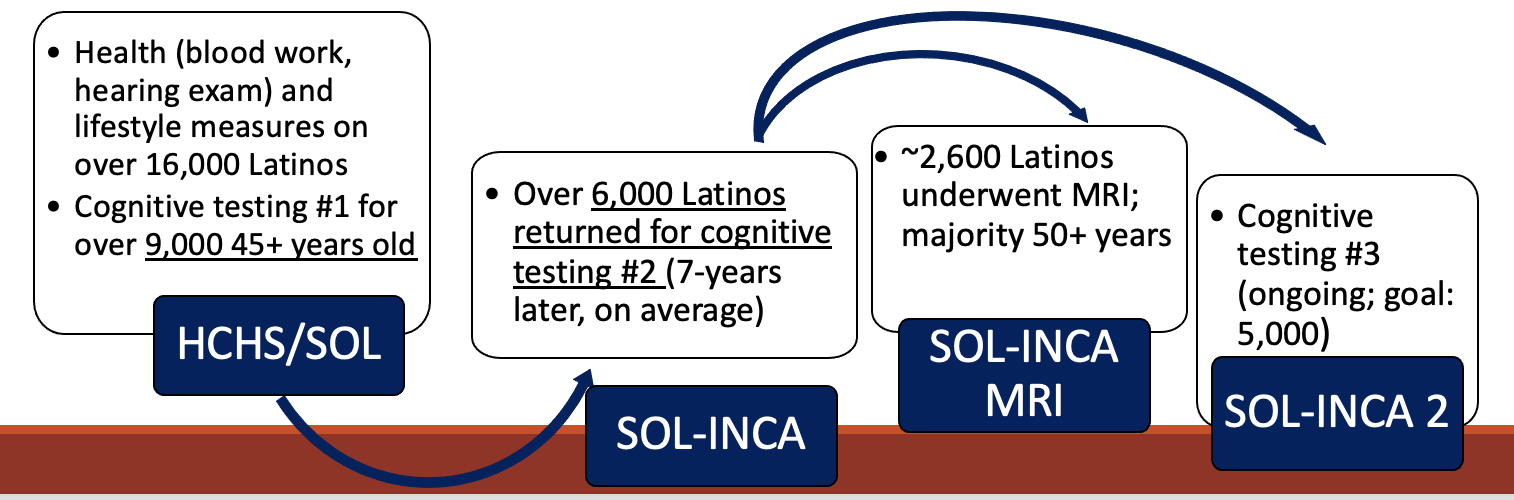 • Health (blood work,
hearing exam) and
lifestyle measures on
over 16,000 Latinos
• Cognitive testing #1 for
over 9,000 45+ years old
HCHS/SOL
• Over 6,000 Latinos
returned for cognitive
testing #2 (7-years
later, on average)
SOL-INCA
• ~2,600 Latinos
underwent MRI;
majority 50+ years
SOL-INCA
MRI
• Cognitive
testing #3
(ongoing; goal:
5,000)
SOL-INCA 2